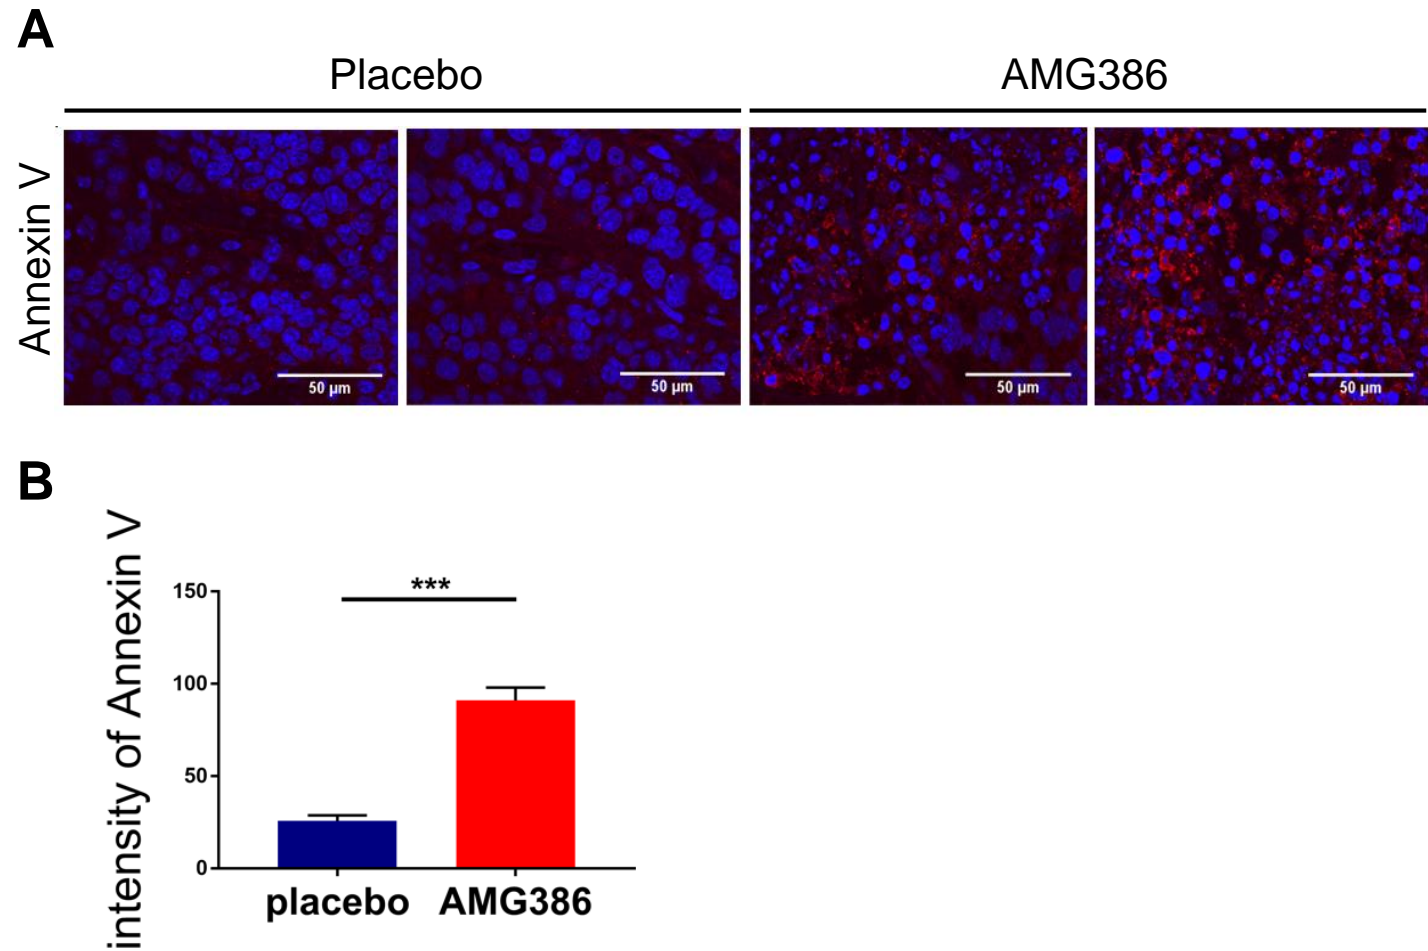 A
Placebo
AMG386
Annexin V
50 µm
50 µm
50 µm
50 µm
B
intensity of Annexin V
150
***
100
50
0
placebo
AMG386